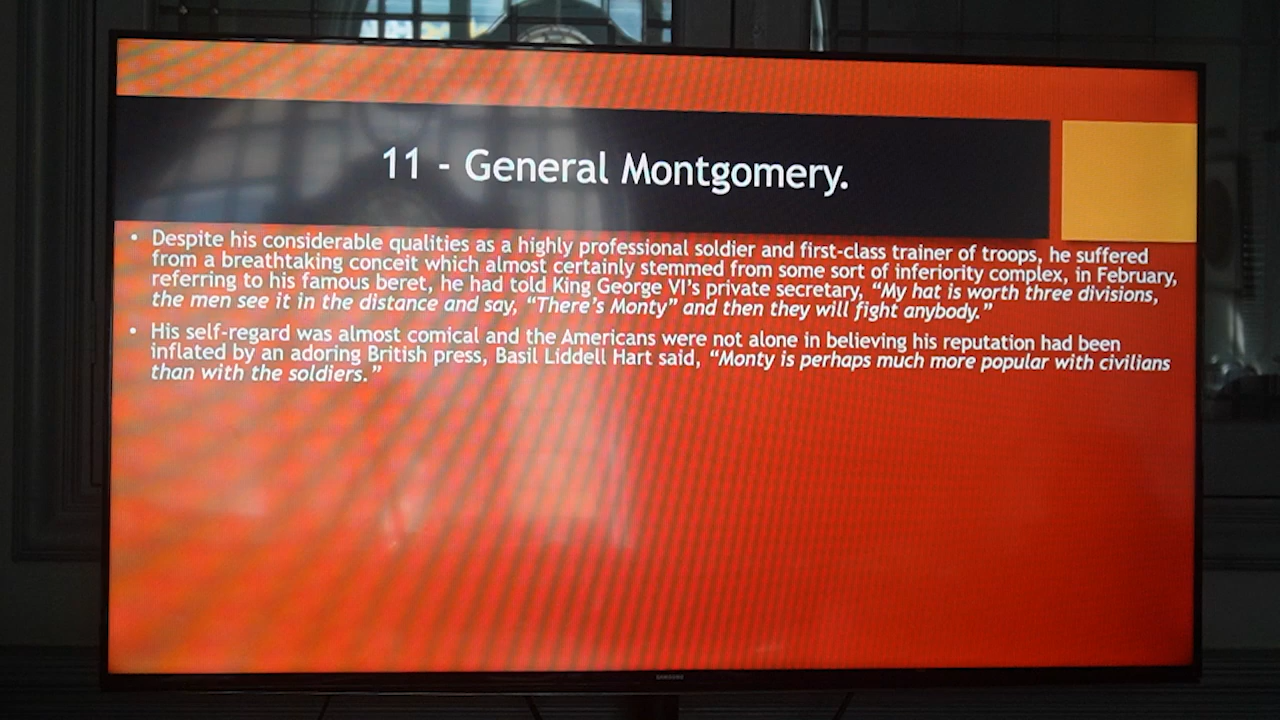 11 - General Montgomery.
• Despite his considerable qualities as a highly professional soldier and first-class trainer of troops, he suffered
from a breathtaking conceit which almost certainly stemmed from some sort of inferiority complex, in February,
referring to his famous beret, he had told King George VI's private secretary, “My hat is worth three divisions,
the men see it in the distance and say, “There's Monty” and then they will fight anybody.”
• His self-regard was almost comical and the Americans were not alone in believing his reputation had been
inflated by an adoring British press, Basil Liddell Hart said, “Monty is perhaps much more popular with civilians
than with the soldiers.”
SAMSUNG